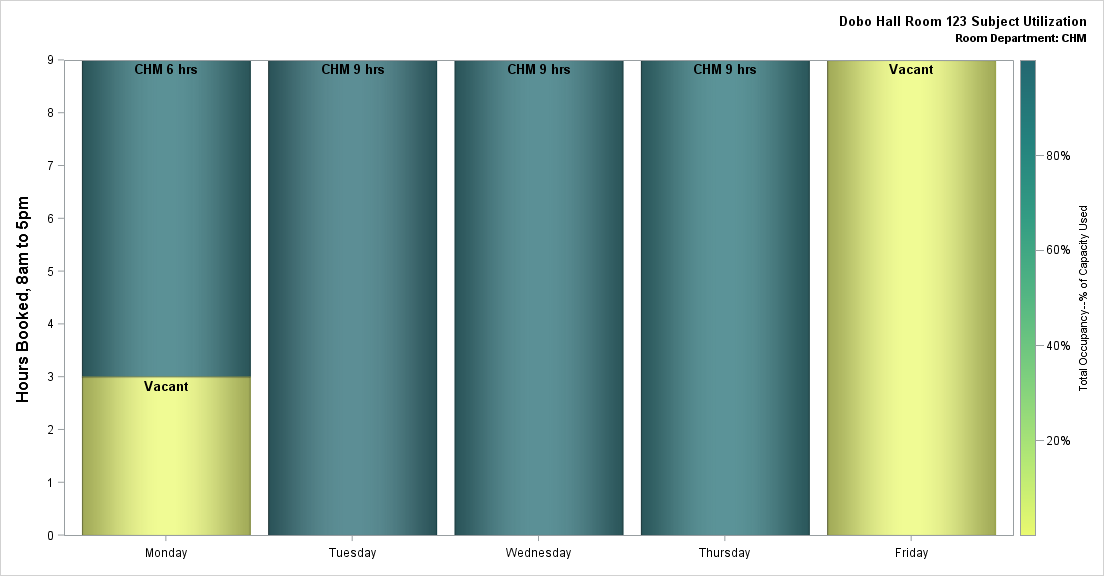 Dobo Hall Room 123 Subject Utilization
Room Department: CHM
Hours Booked, 8am to 5pm
9
8
7
6
5
4
3
2
1
0
CHM 6 hrs
Vacant
CHM 9 hrs
CHM 9 hrs
CHM 9 hrs
Vacant
Monday
Tuesday
Wednesday
Thursday
Friday
80%
60%
40%
20%
Total Occupancy--% of Capacity Used